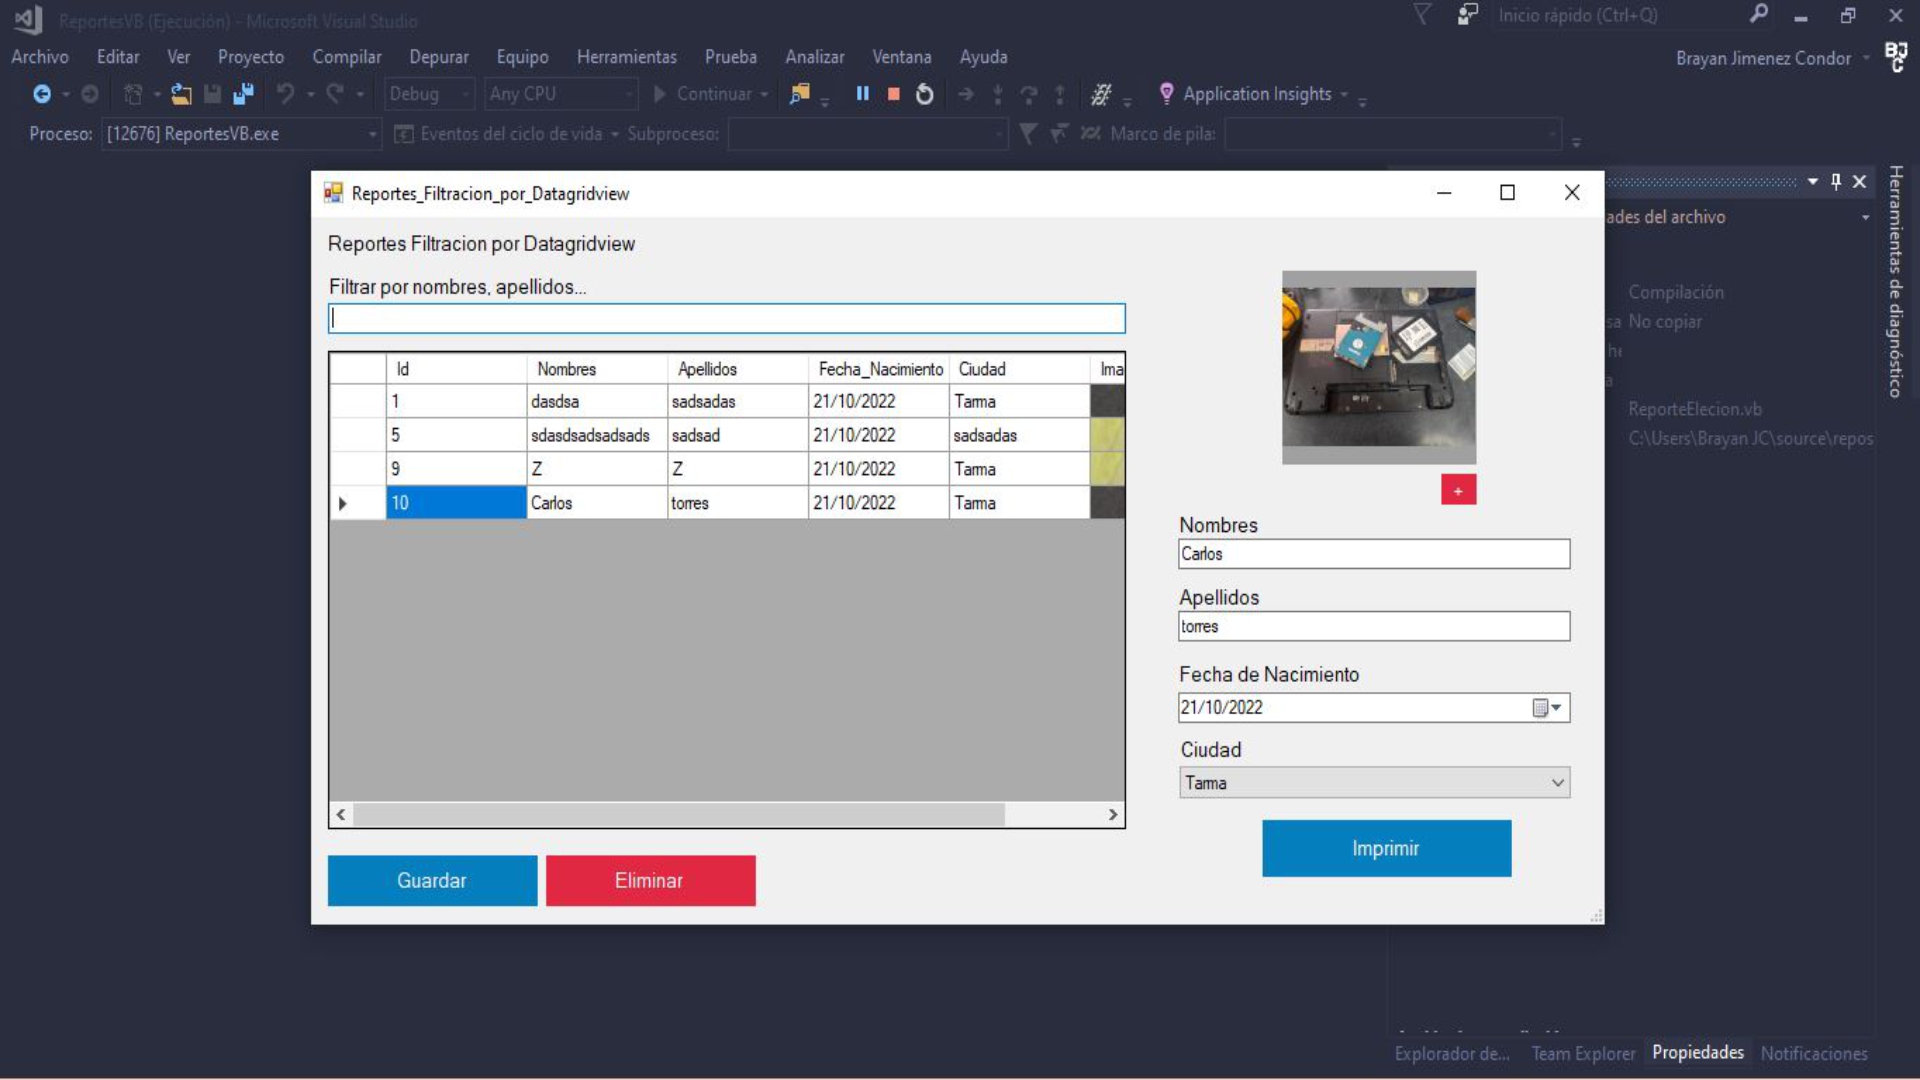 ReportesVB (Ejecución) - Microsoft Visual Studio
Inicio rápido (Ctrl+Q)
Archivo Editar Ver Proyecto Compilar Depurar Equipo Herramientas Prueba Analizar Ventana Ayuda
Brayan Jimenez Condor
BJC
Debug Any CPU Continuar Application Insights
Proceso: [12676] ReportesVB.exe Eventos del ciclo de vida Subproceso: Marco de pila:
Reportes_Filtracion_por_Datagridview
Reportes Filtracion por Datagridview
Filtrar por nombres, apellidos...
Id Nombres Apellidos Fecha_Nacimiento Ciudad Ima
1 dasdsa sadsadas 21/10/2022 Tarma
5 sdasdsadsadsads sadsad 21/10/2022 sadsadas
9 Z Z 21/10/2022 Tarma
10 Carlos torres 21/10/2022 Tarma
Guardar Eliminar
+
Nombres
Carlos
Apellidos
torres
Fecha de Nacimiento
21/10/2022
Ciudad
Tarma
Imprimir
ades del archivo
Compilación
sa No copiar
he
a
ReporteElecion.vb
C:\Users\Brayan JC\source\repos
Herramientas de diagnóstico
Explorador de... Team Explorer Propiedades Notificaciones